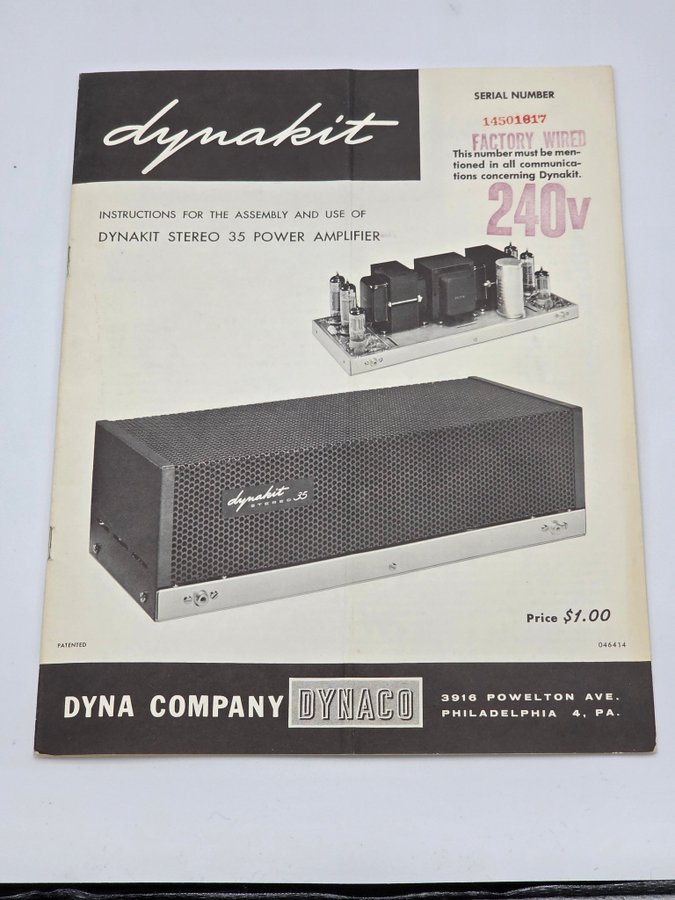 dynakit
SERIAL NUMBER
14501817
FACTORY WIRED
This number must be men-
tioned in all communica-
tions concerning Dynakit.
240v
INSTRUCTIONS FOR THE ASSEMBLY AND USE OF
DYNAKIT STEREO 35 POWER AMPLIFIER
dynakit
STEREO 35
Price $1.00
PATENTED
046414
DYNA COMPANY
DYNACO
3916 POWELTON AVE.
PHILADELPHIA 4, PA.